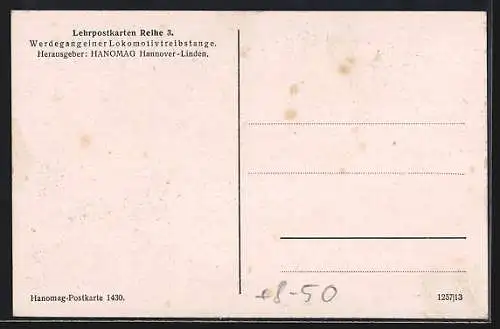 Lehrpostkarten Reihe 3.
Werdegang einer Lokomotivtreibstange.
Herausgeber: HANOMAG Hannover-Linden.
8-50
Hanomag-Postkarte 1430.
1257|13